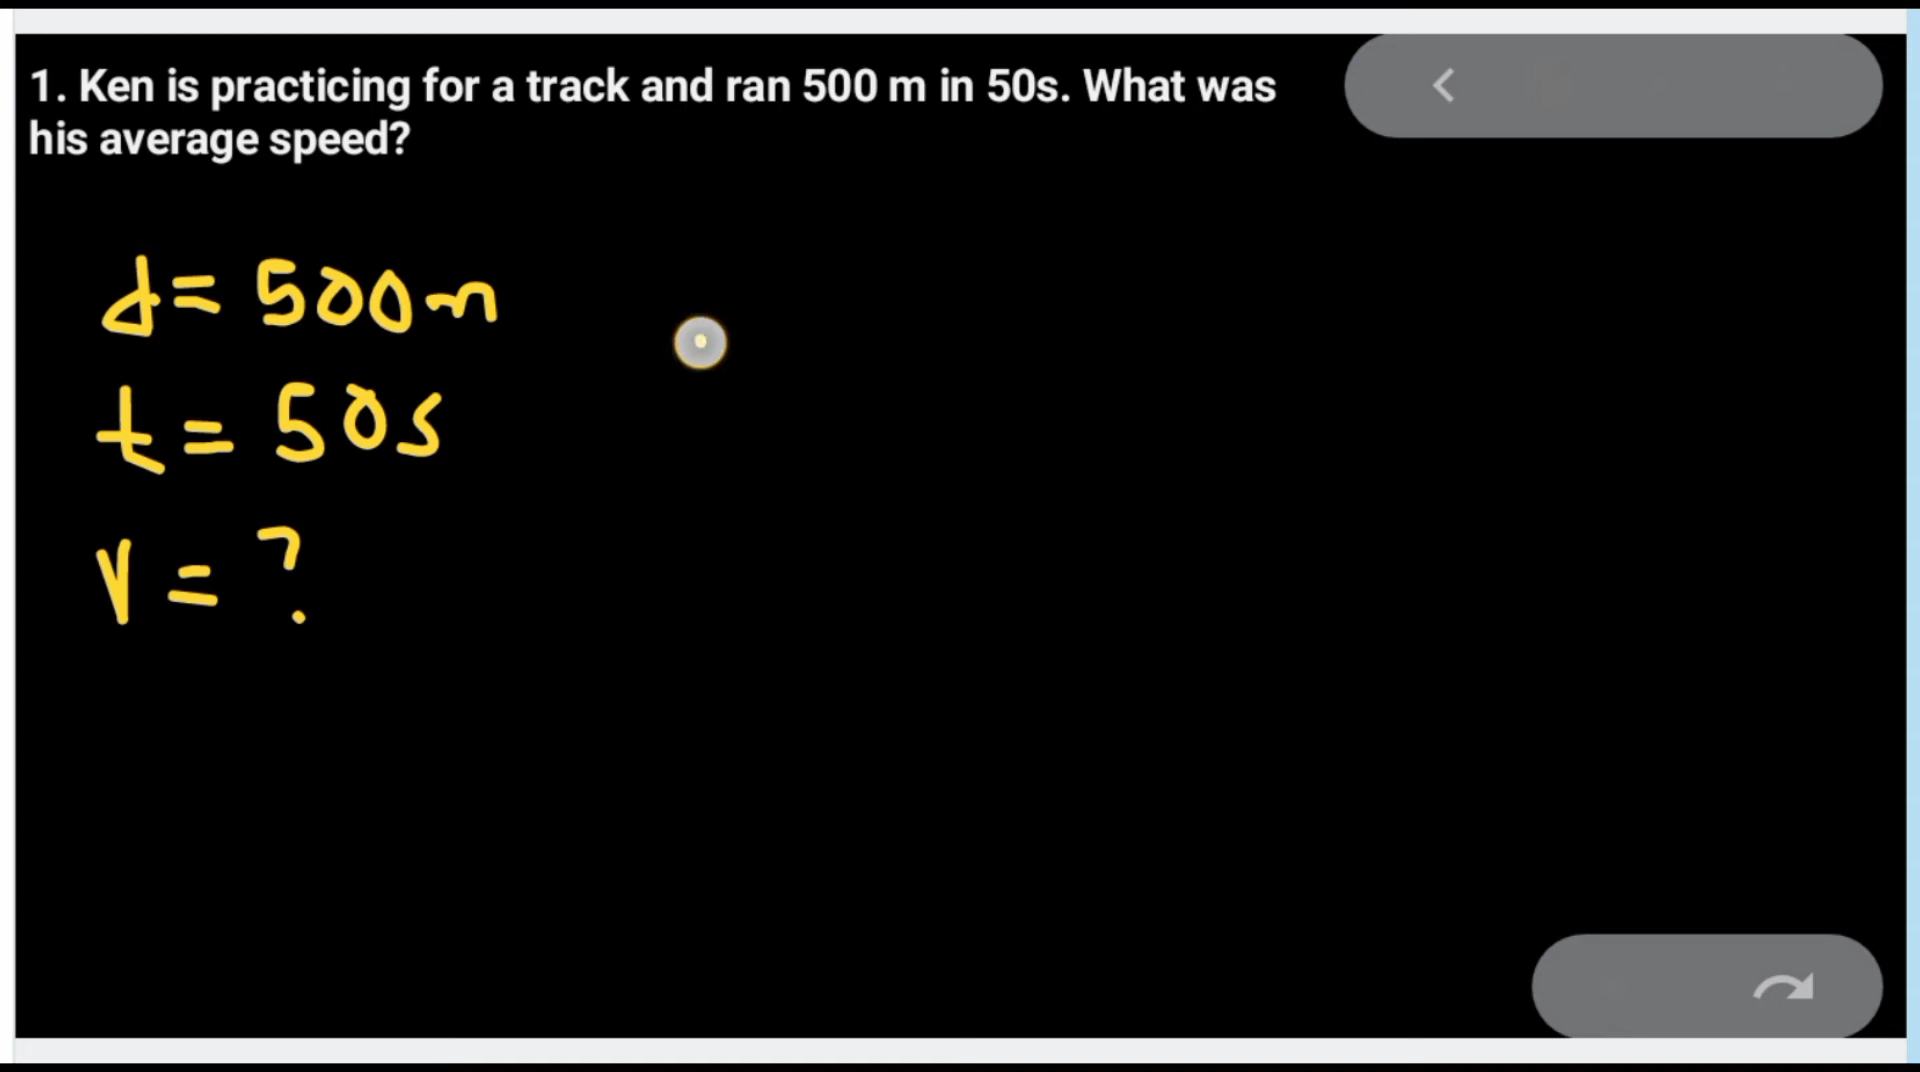 1. Ken is practicing for a track and ran 500 m in 50s. What was
his average speed?
d = 500m
t = 50s
v = ?